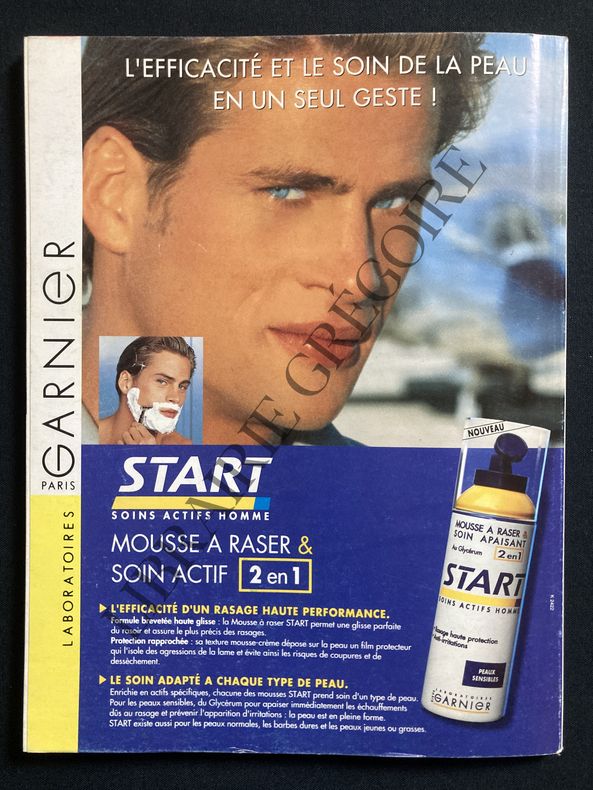 L'EFFICACITÉ ET LE SOIN DE LA PEAU
EN UN SEUL GESTE !
LABORATOIRES GARNIER
PARIS
START
SOINS ACTIFS HOMME
MOUSSE A RASER &
SOIN ACTIF 2 en 1
L'EFFICACITÉ D'UN RASAGE HAUTE PERFORMANCE.
Formule brevetée haute glisse : la Mousse à raser START permet une glisse parfaite
du rasoir et assure le plus précis des rasages.
Protection rapprochée : sa texture mousse-crème dépose sur la peau un film protecteur
qui l'isole des agressions de la lame et évite ainsi les risques de coupures et de
dessèchement.
LE SOIN ADAPTÉ A CHAQUE TYPE DE PEAU.
Enrichie en actifs spécifiques, chacune des mousses START prend soin d'un type de peau.
Pour les peaux sensibles, du Glycérum pour apaiser immédiatement les échauffements
dûs au rasage et prévenir l'apparition d'irritations : la peau est en pleine forme.
START existe aussi pour les peaux normales, les barbes dures et les peaux jeunes ou grasses.
NOUVEAU
MOUSSE A RASER &
SOIN APAISANT
Au Glycérum 2 en 1
START
SOINS ACTIFS HOMME
Rasage haute protection
Anti-irritations
PEAUX
SENSIBLES
LABORATOIRES
GARNIER
K 2422
LIBRAIRIE GRÉGOIRE